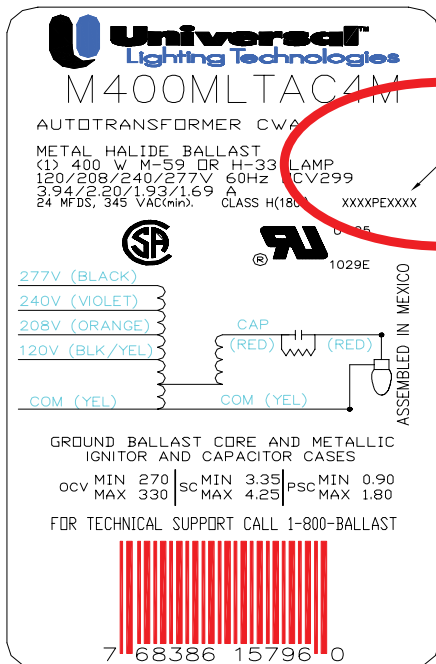 Universal
Lighting Technologies
M400MLTAC4M
AUTOTRANSFORMER CWA
METAL HALIDE BALLAST
(1) 400 W M-59 OR H-33 LAMP
120/208/240/277V 60Hz CV299
3.94/2.20/1.93/1.69 A
24 MFDS, 345 VAC(min). CLASS H(180
XXXXPEXXXX
SA
RU
®
1029E
277V (BLACK)
240V (VIOLET)
208V (ORANGE)
120V (BLK/YEL)
COM (YEL)
CAP
(RED)
(RED)
COM (YEL)
ASSEMBLED IN MEXICO
GROUND BALLAST CORE AND METALLIC
IGNITOR AND CAPACITOR CASES
OCV MIN 270 SC MIN 3.35 PSC MIN 0.90
MAX 330 MAX 4.25 MAX 1.80
FOR TECHNICAL SUPPORT CALL 1-800-BALLAST
7 68386 15796 0